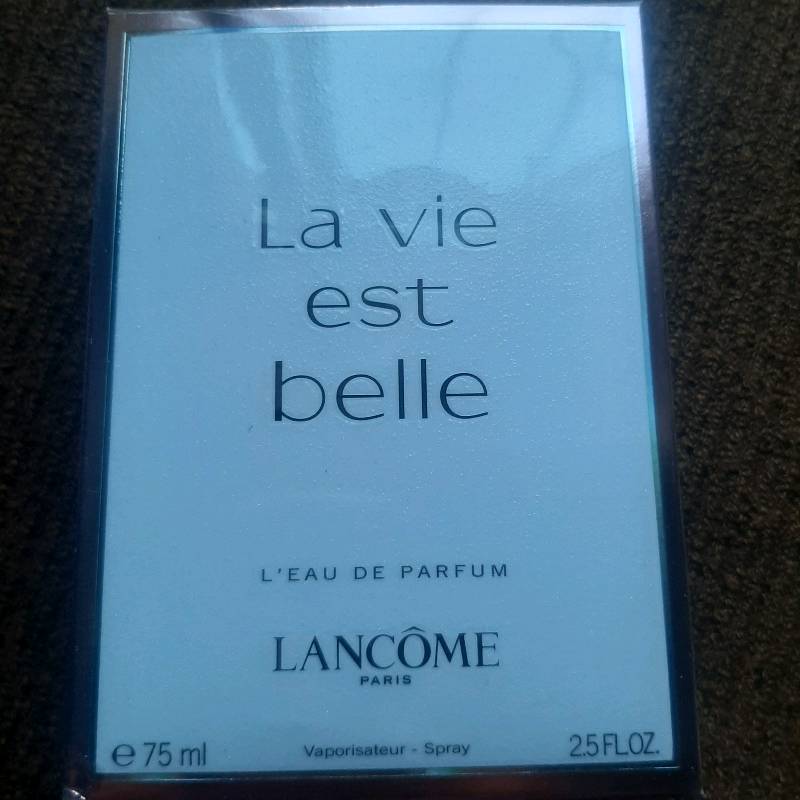 La vie
est
belle
L'EAU DE PARFUM
LANCÔME
PARIS
℮ 75 ml
Vaporisateur - Spray
2.5 FL.OZ.